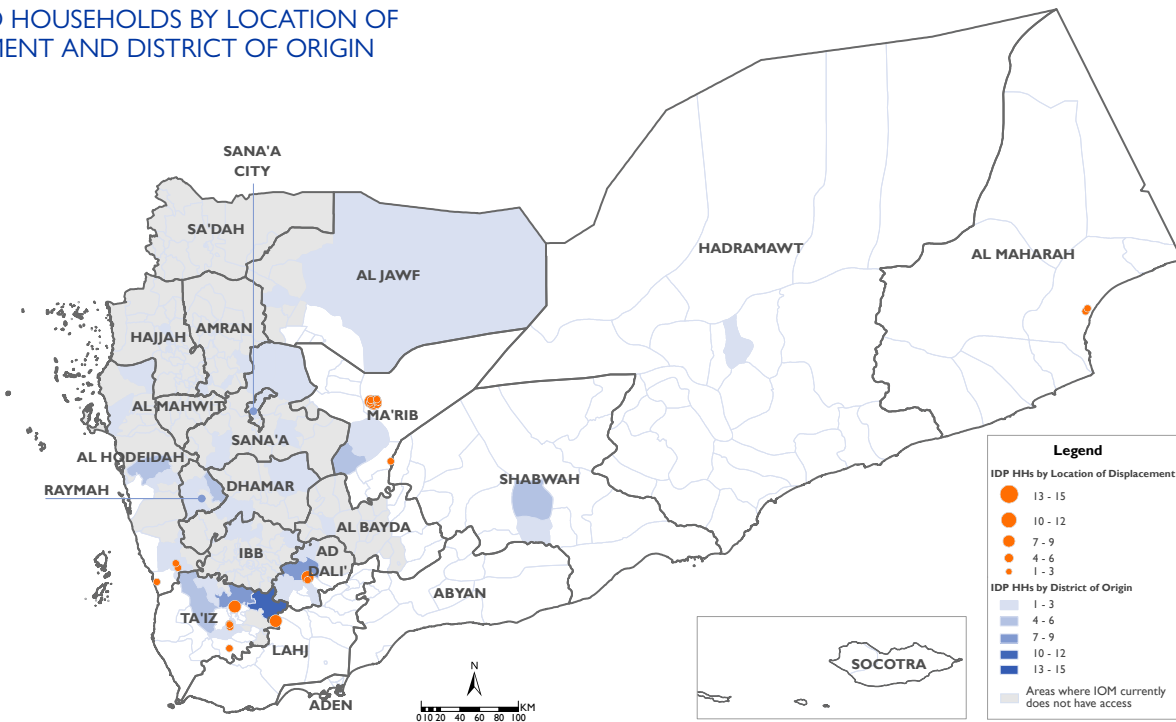 HOUSEHOLDS BY LOCATION OF
MENT AND DISTRICT OF ORIGIN
SANA'A
CITY
SA'DAH
AL JAWF
HADRAMAWT
AL MAHARAH
HAJJAH
AMRAN
AL MAHWIT
MA'RIB
SANA'A
AL HODEIDAH
RAYMAH
DHAMAR
SHABWAH
AL BAYDA
IBB
AD
DALI'
ABYAN
TA'IZ
LAHJ
ADEN
SOCOTRA
N
KM
0 10 20 40 60 80 100
Legend
IDP HHs by Location of Displacement
13 - 15
10 - 12
7 - 9
4 - 6
1 - 3
IDP HHs by District of Origin
1 - 3
4 - 6
7 - 9
10 - 12
13 - 15
Areas where IOM currently
does not have access